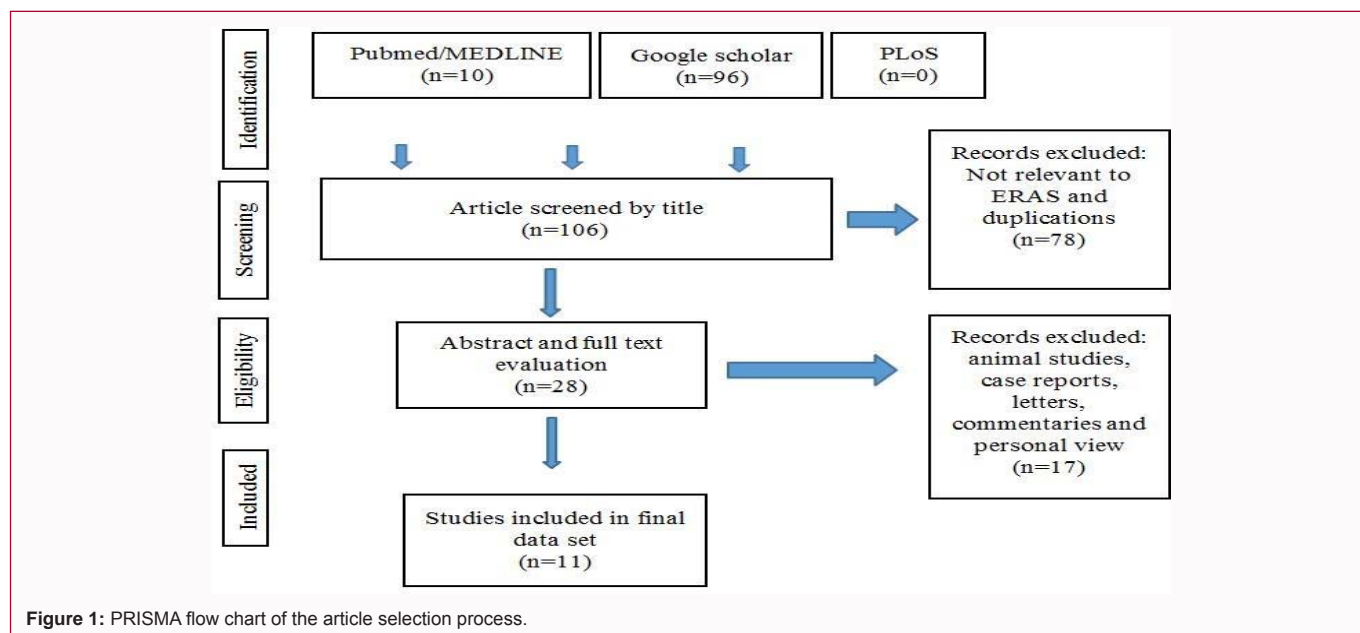 Identification
Pubmed/MEDLINE
(n=10)
Google scholar
(n=96)
PLoS
(n=0)
Screening
Article screened by title
(n=106)
Records excluded:
Not relevant to
ERAS and
duplications
(n=78)
Eligibility
Abstract and full text
evaluation
(n=28)
Records excluded:
animal studies,
case reports,
letters,
commentaries and
personal view
(n=17)
Included
Studies included in final
data set
(n=11)
Figure 1: PRISMA flow chart of the article selection process.